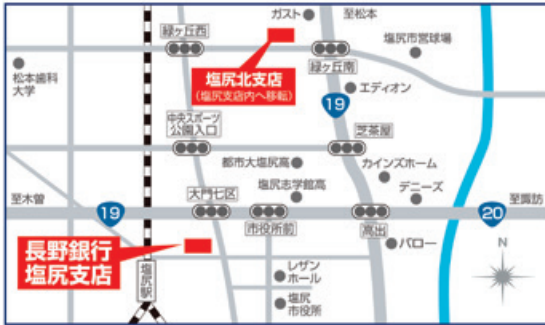 ガスト
至松本
緑ヶ丘西
塩尻市営球場
松本歯科
大学
塩尻北支店
(塩尻支店内へ移転)
緑ヶ丘南
19
エディオン
中央スポーツ
公園入口
芝茶屋
都市大塩尻高
カインズホーム
至木曽
大門七区
塩尻志学館高
デニーズ
至諏訪
19
20
市役所前
高出
長野銀行
塩尻支店
バロー
N
塩尻駅
レザン
ホール
塩尻
市役所